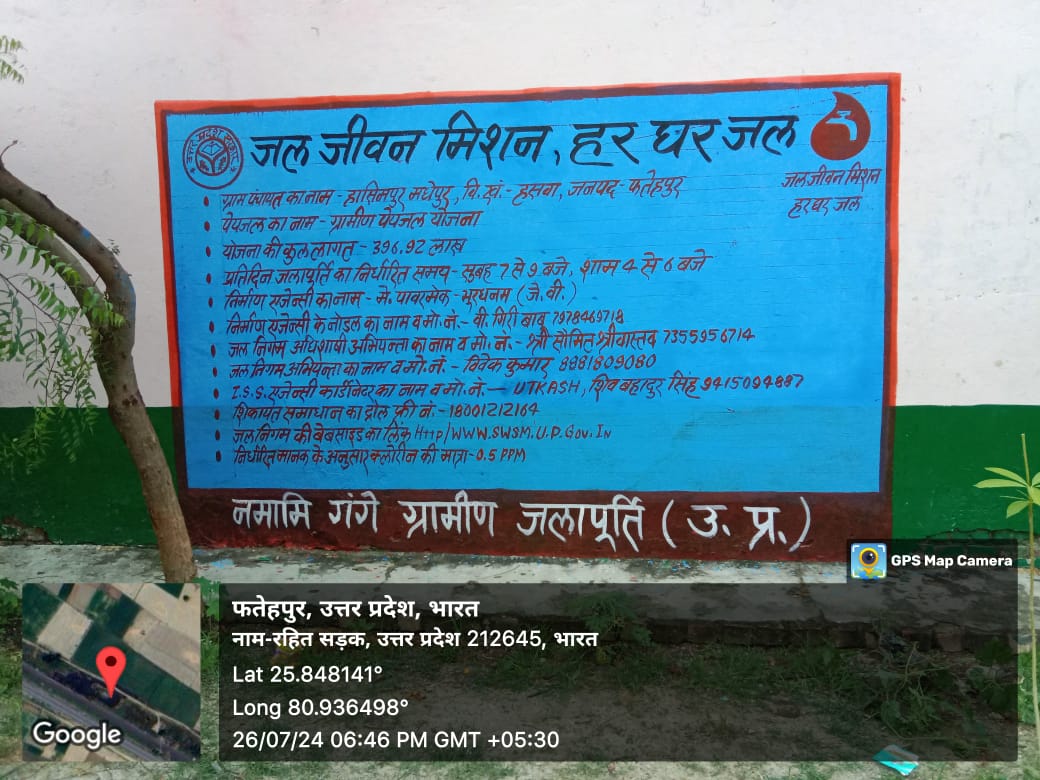 जल जीवन मिशन, हर घर जल
जल जीवन मिशन
हर घर जल
ग्राम पंचायत का नाम - हासिमपुर मधेपुर, वि.खं.- हसवा, जनपद - फतेहपुर
पेयजल का नाम - ग्रामीण पेयजल योजना
योजना की कुल लागत - 396.92 लाख
प्रतिदिन जलापूर्ति का निर्धारित समय - सुबह 7 से 9 बजे, शाम 4 से 6 बजे
निर्माण एजेन्सी का नाम - मे. पावरमेक - भूरथनम (जे.वी.)
निर्माण एजेन्सी के नोडल का नाम व मो.नं.- वी. गिरी बाबू 7978469718
जल निगम अधिशाषी अभियन्ता का नाम व मो. नं.- श्री सौमित श्रीवास्तव 7355956714
जल निगम अभियन्ता का नाम व मो.नं. - विवेक कुमार 8881809080
I.S.S. एजेन्सी कार्डीनेटर का नाम व मो.नं. - UTKASH, शिव बहादुर सिंह 9415094887
शिकायत समाधान का ट्रोल फ्री नं. - 18001212164
जल निगम की बेबसाइड का लिंक Http/WWW.SWSM.U.P.Gov.In
निर्धारित मानक के अनुसार क्लोरीन की मात्रा - 0.5 PPM
नमामि गंगे ग्रामीण जलापूर्ति (उ. प्र.)
GPS Map Camera
फतेहपुर, उत्तर प्रदेश, भारत
नाम-रहित सड़क, उत्तर प्रदेश 212645, भारत
Lat 25.848141°
Long 80.936498°
26/07/24 06:46 PM GMT +05:30
Google